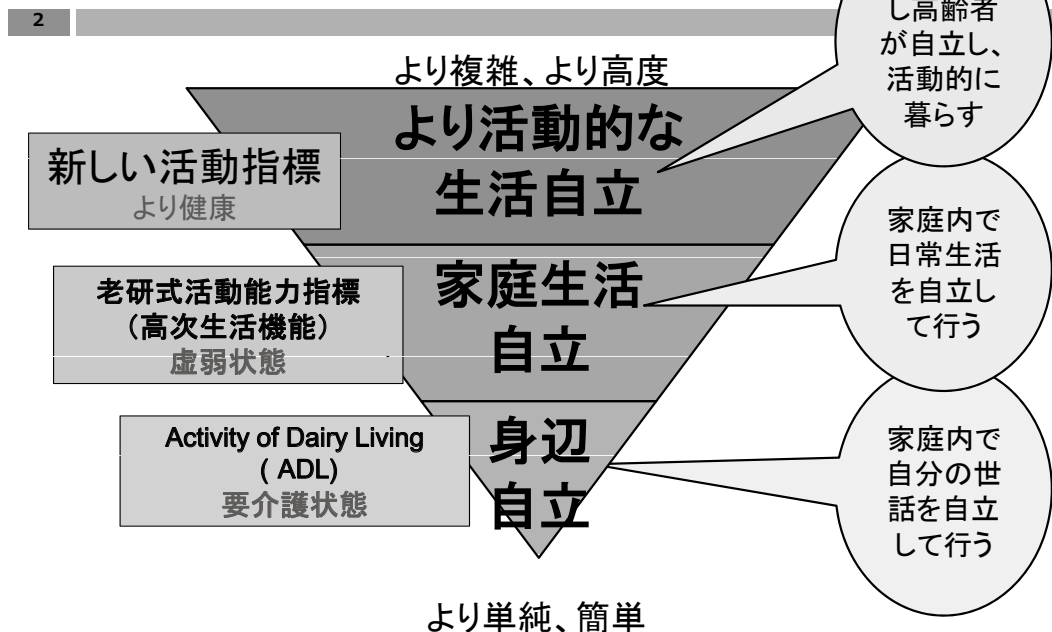 2
し高齢者
が自立し、
活動的に
暮らす
より複雑、より高度
より活動的な
生活自立
新しい活動指標
より健康
家庭内で
日常生活
を自立し
て行う
家庭生活
自立
老研式活動能力指標
（高次生活機能）
虚弱状態
家庭内で
自分の世
話を自立
して行う
身辺
自立
Activity of Dairy Living
( ADL)
要介護状態
より単純、簡単